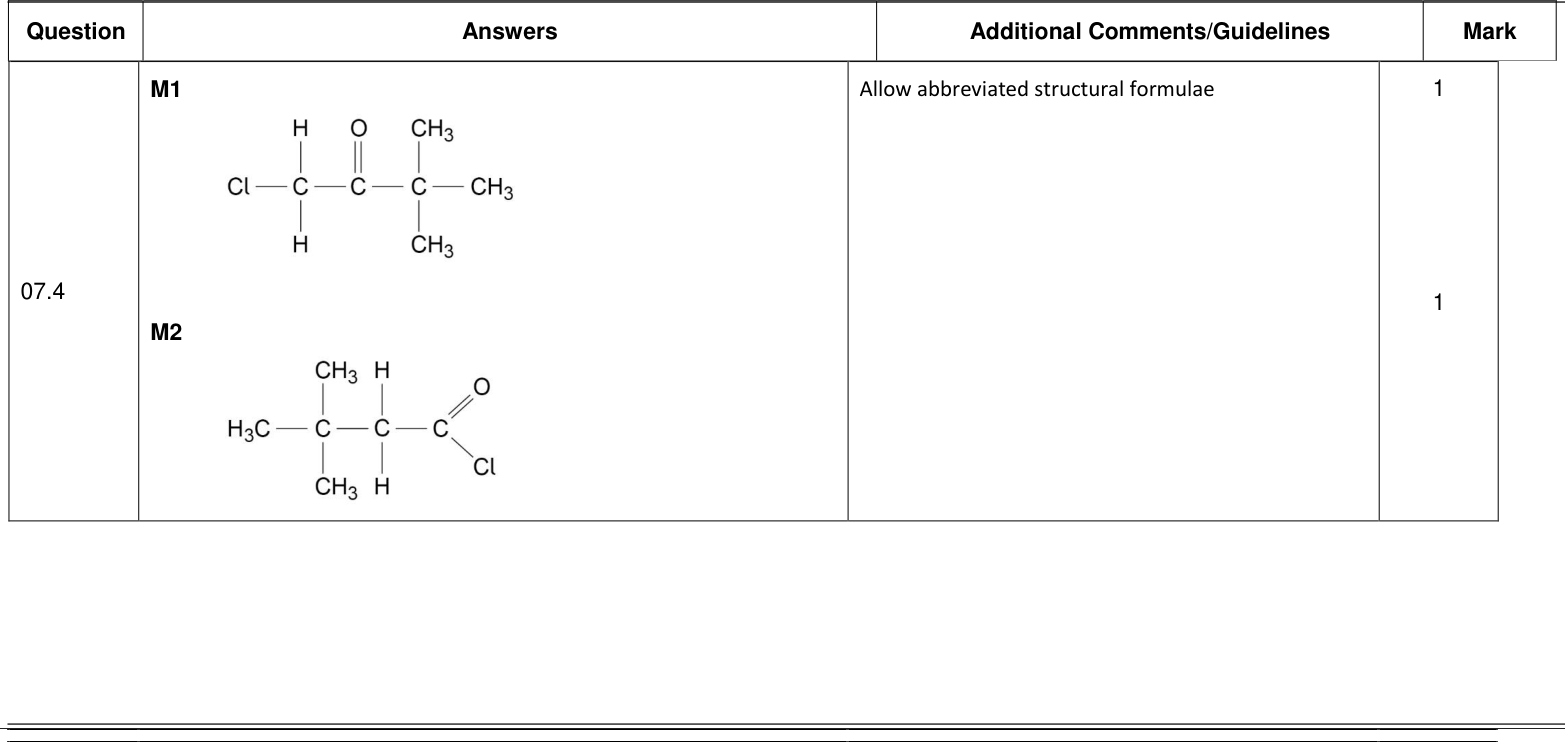 Question Answers Additional Comments/Guidelines Mark
M1 Allow abbreviated structural formulae 1
H O CH3
Cl C C C CH3
H CH3
07.4
1
M2
CH3 H
O
H3C C C C
Cl
CH3 H